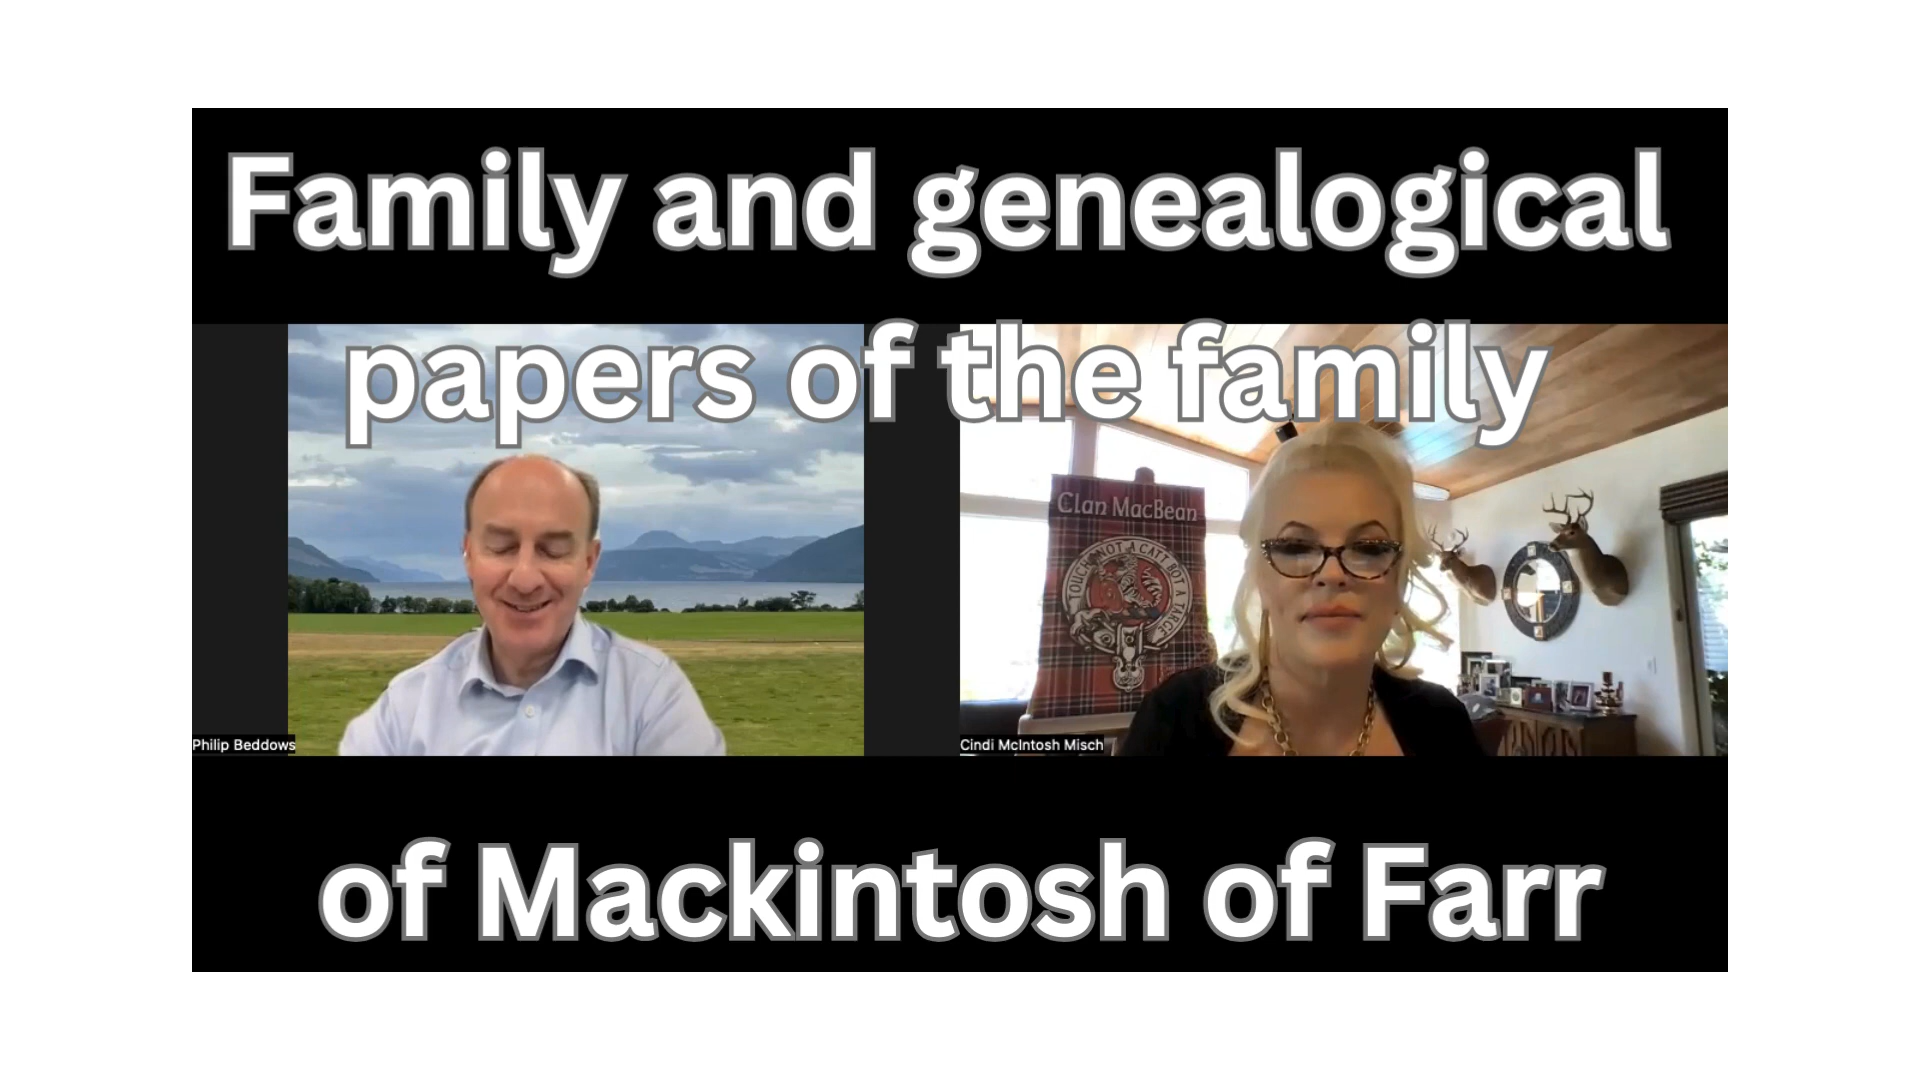 Family and genealogical
papers of the family
Clan MacBean
TOUCH NOT A CATT BOT A TARGE
Philip Beddows
Cindi McIntosh Misch
of Mackintosh of Farr